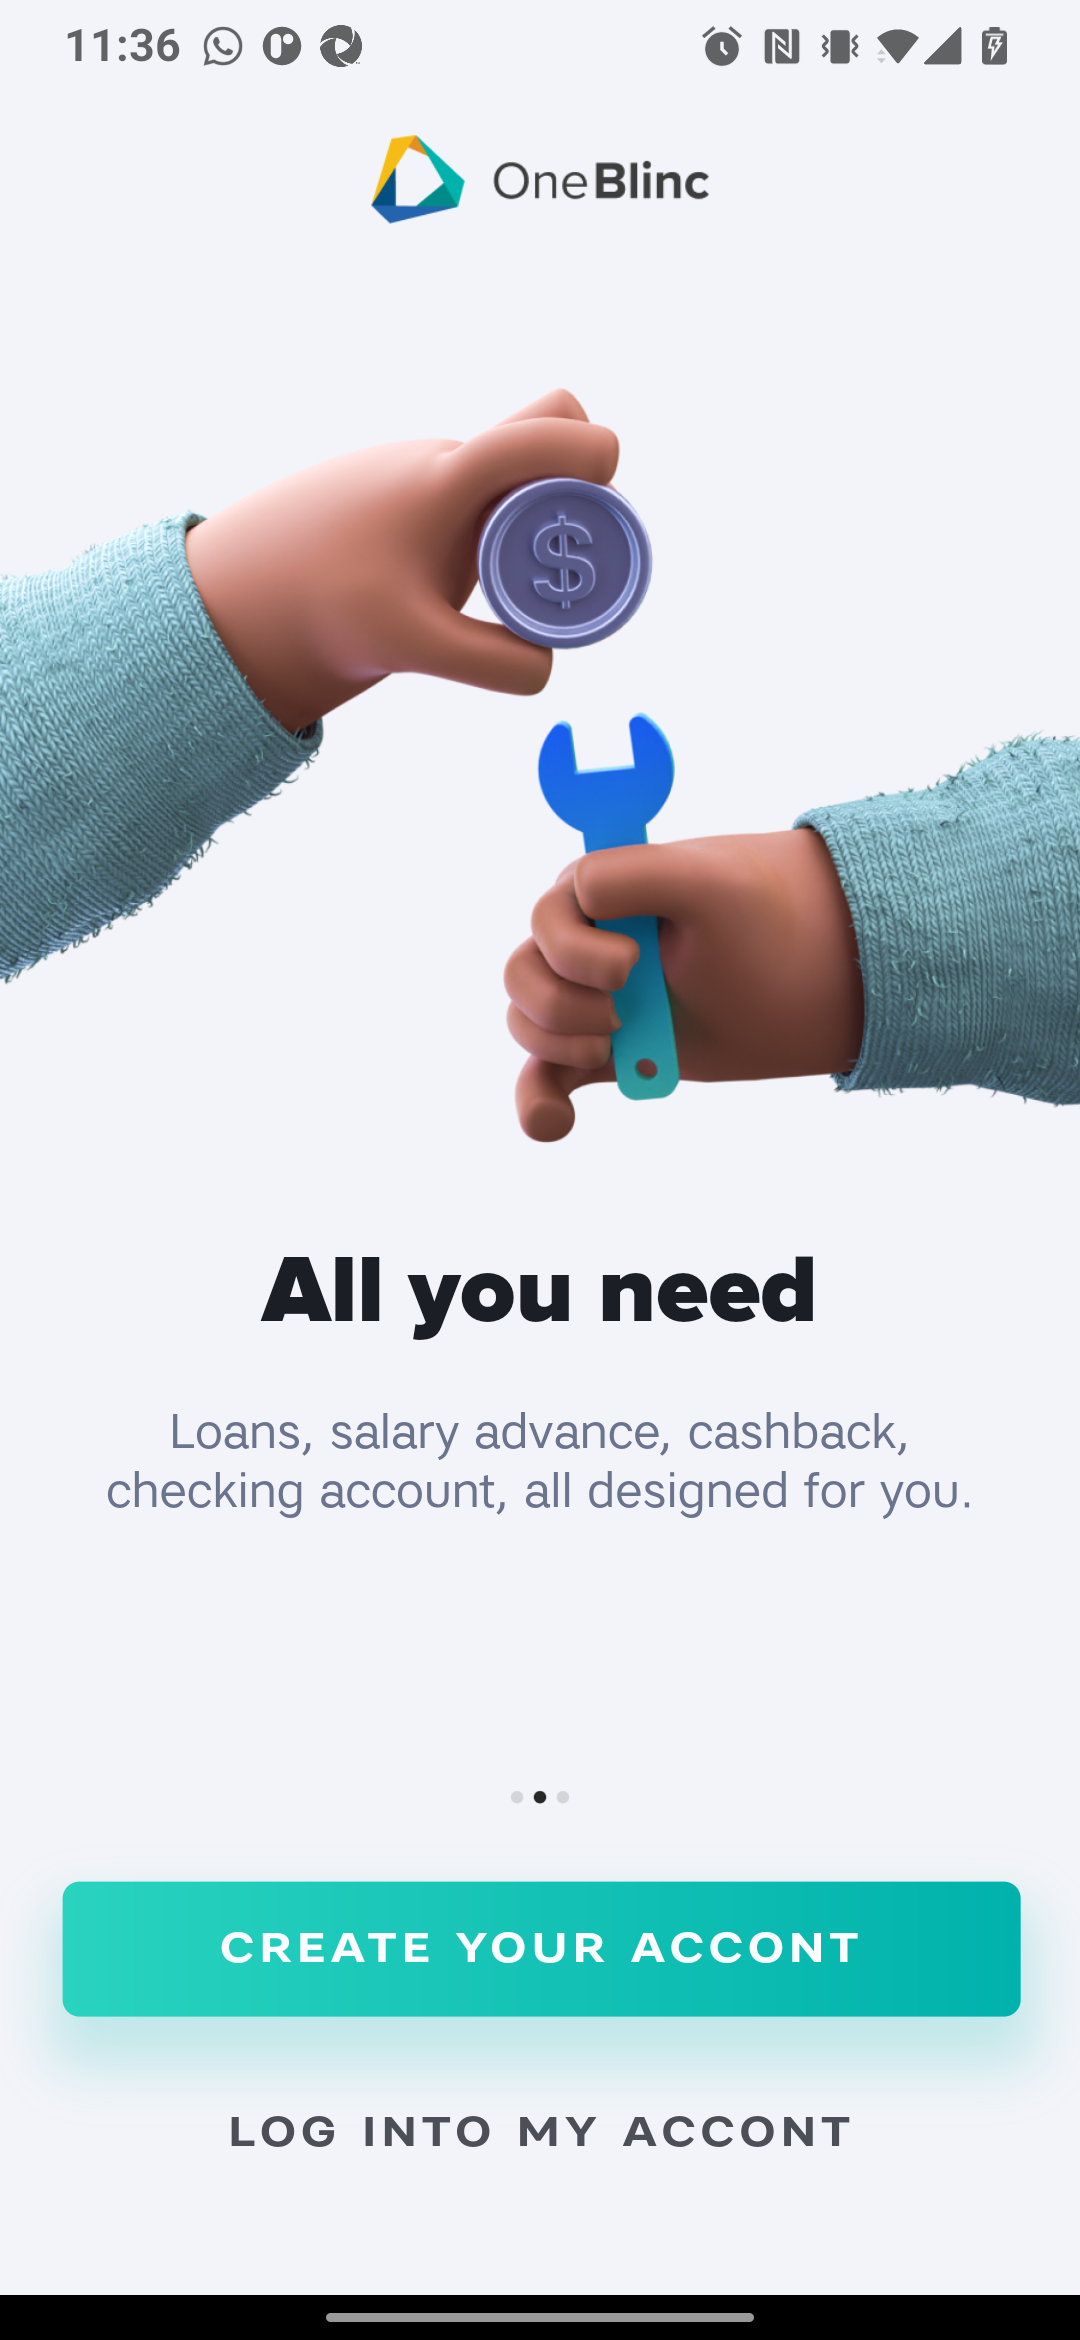 11:36
OneBlinc
$
All you need
Loans, salary advance, cashback,
checking account, all designed for you.
CREATE YOUR ACCONT
LOG INTO MY ACCONT